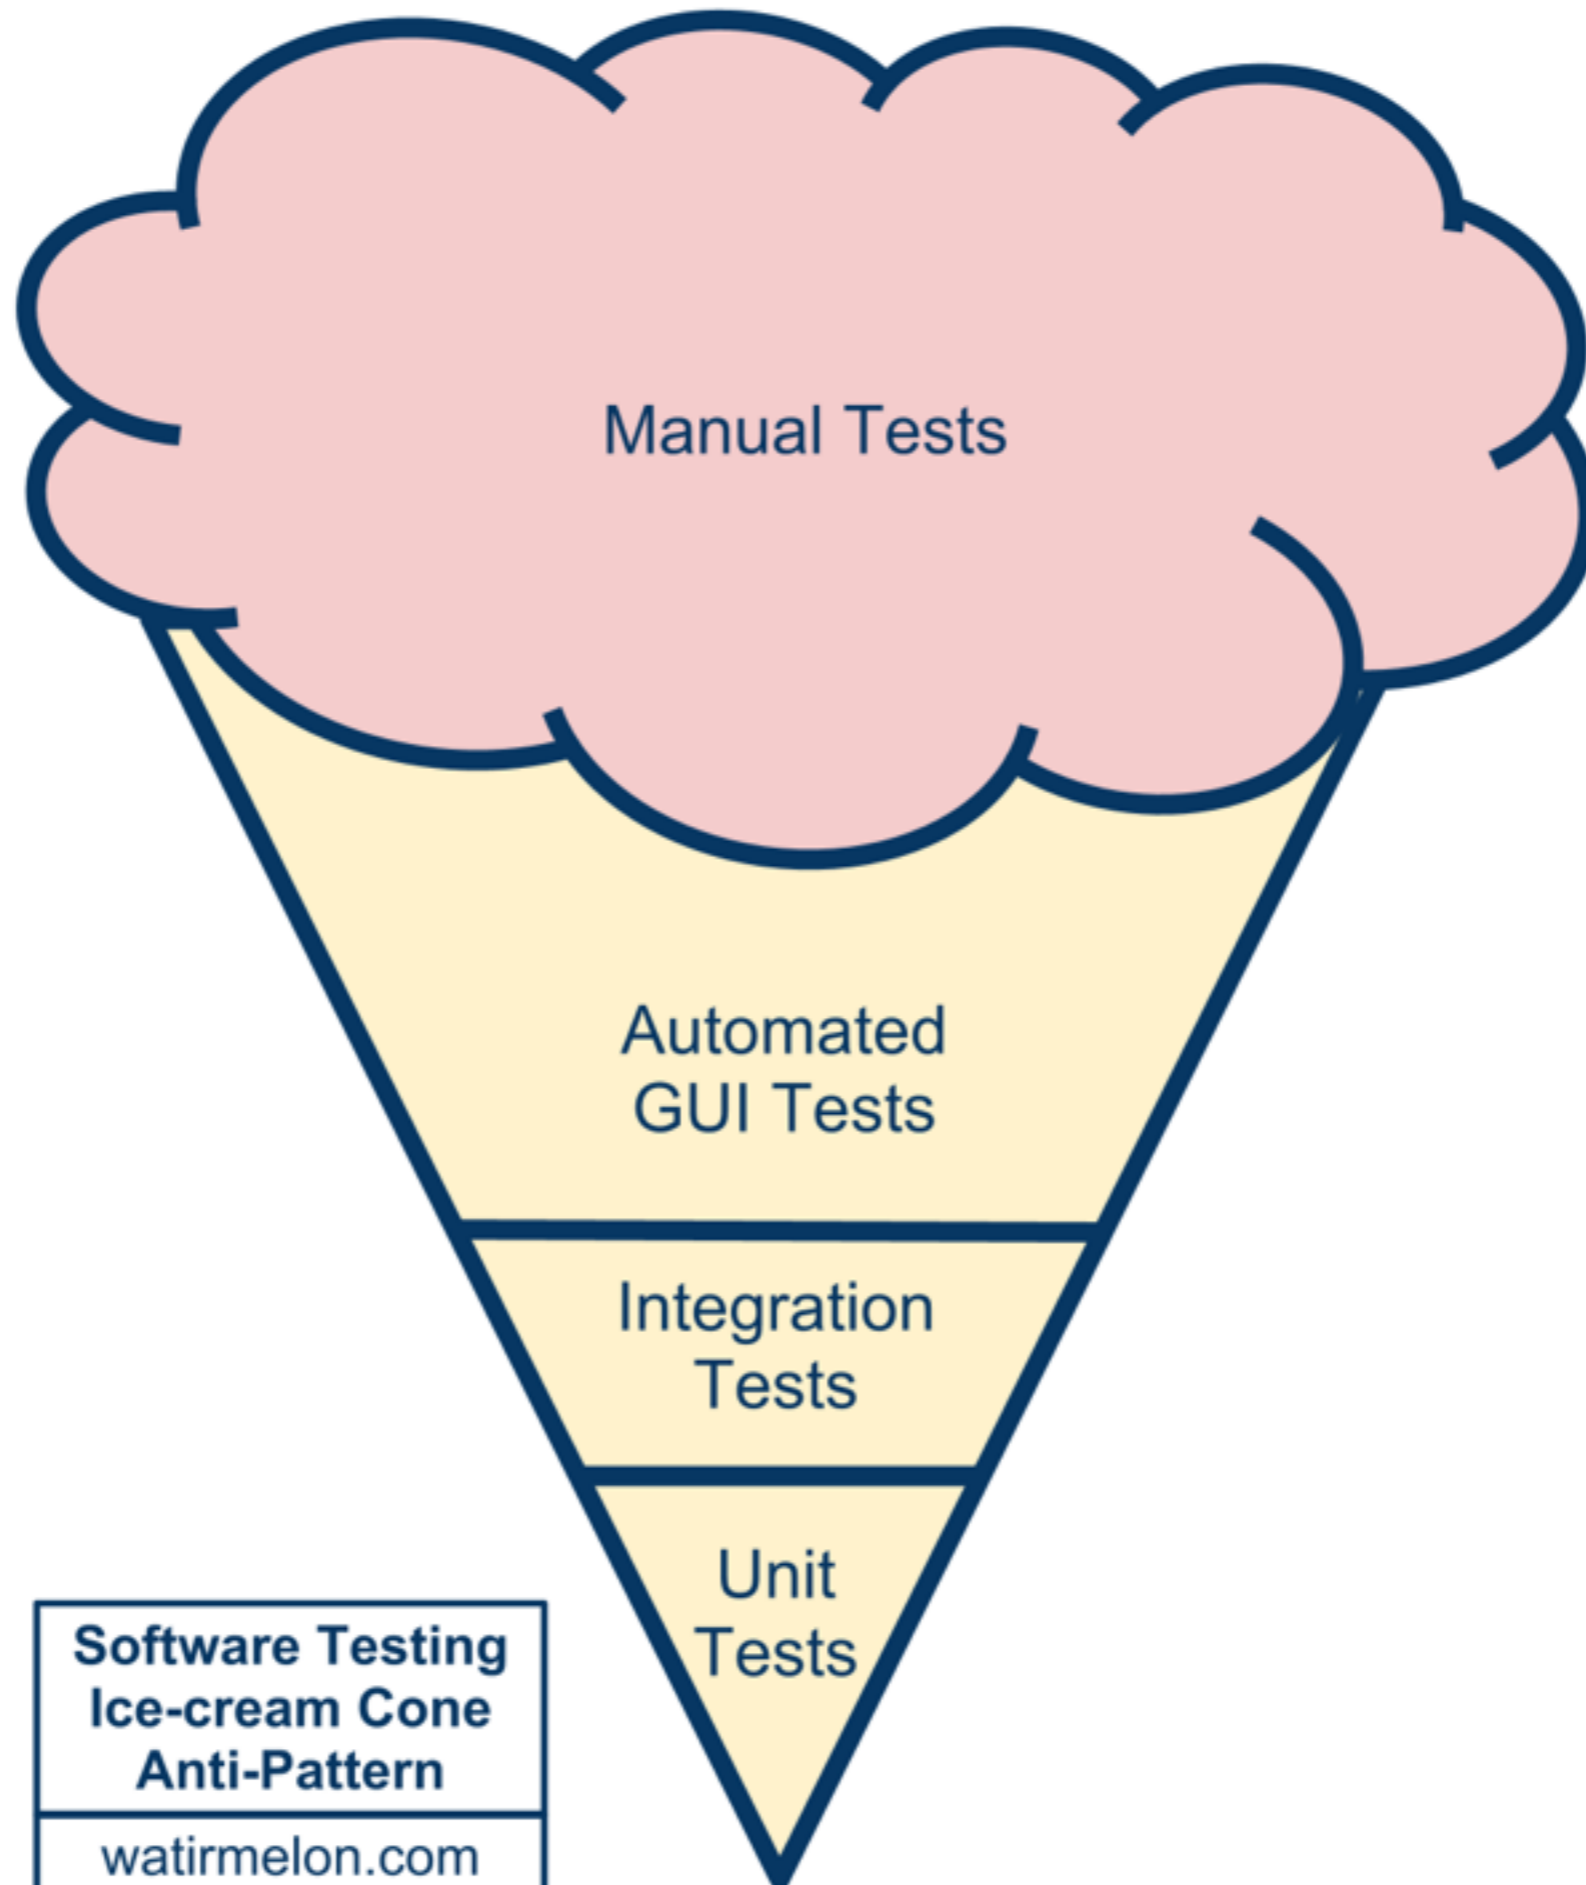 Manual Tests
Automated
GUI Tests
Integration
Tests
Unit
Tests
Software Testing
Ice-cream Cone
Anti-Pattern
watirmelon.com